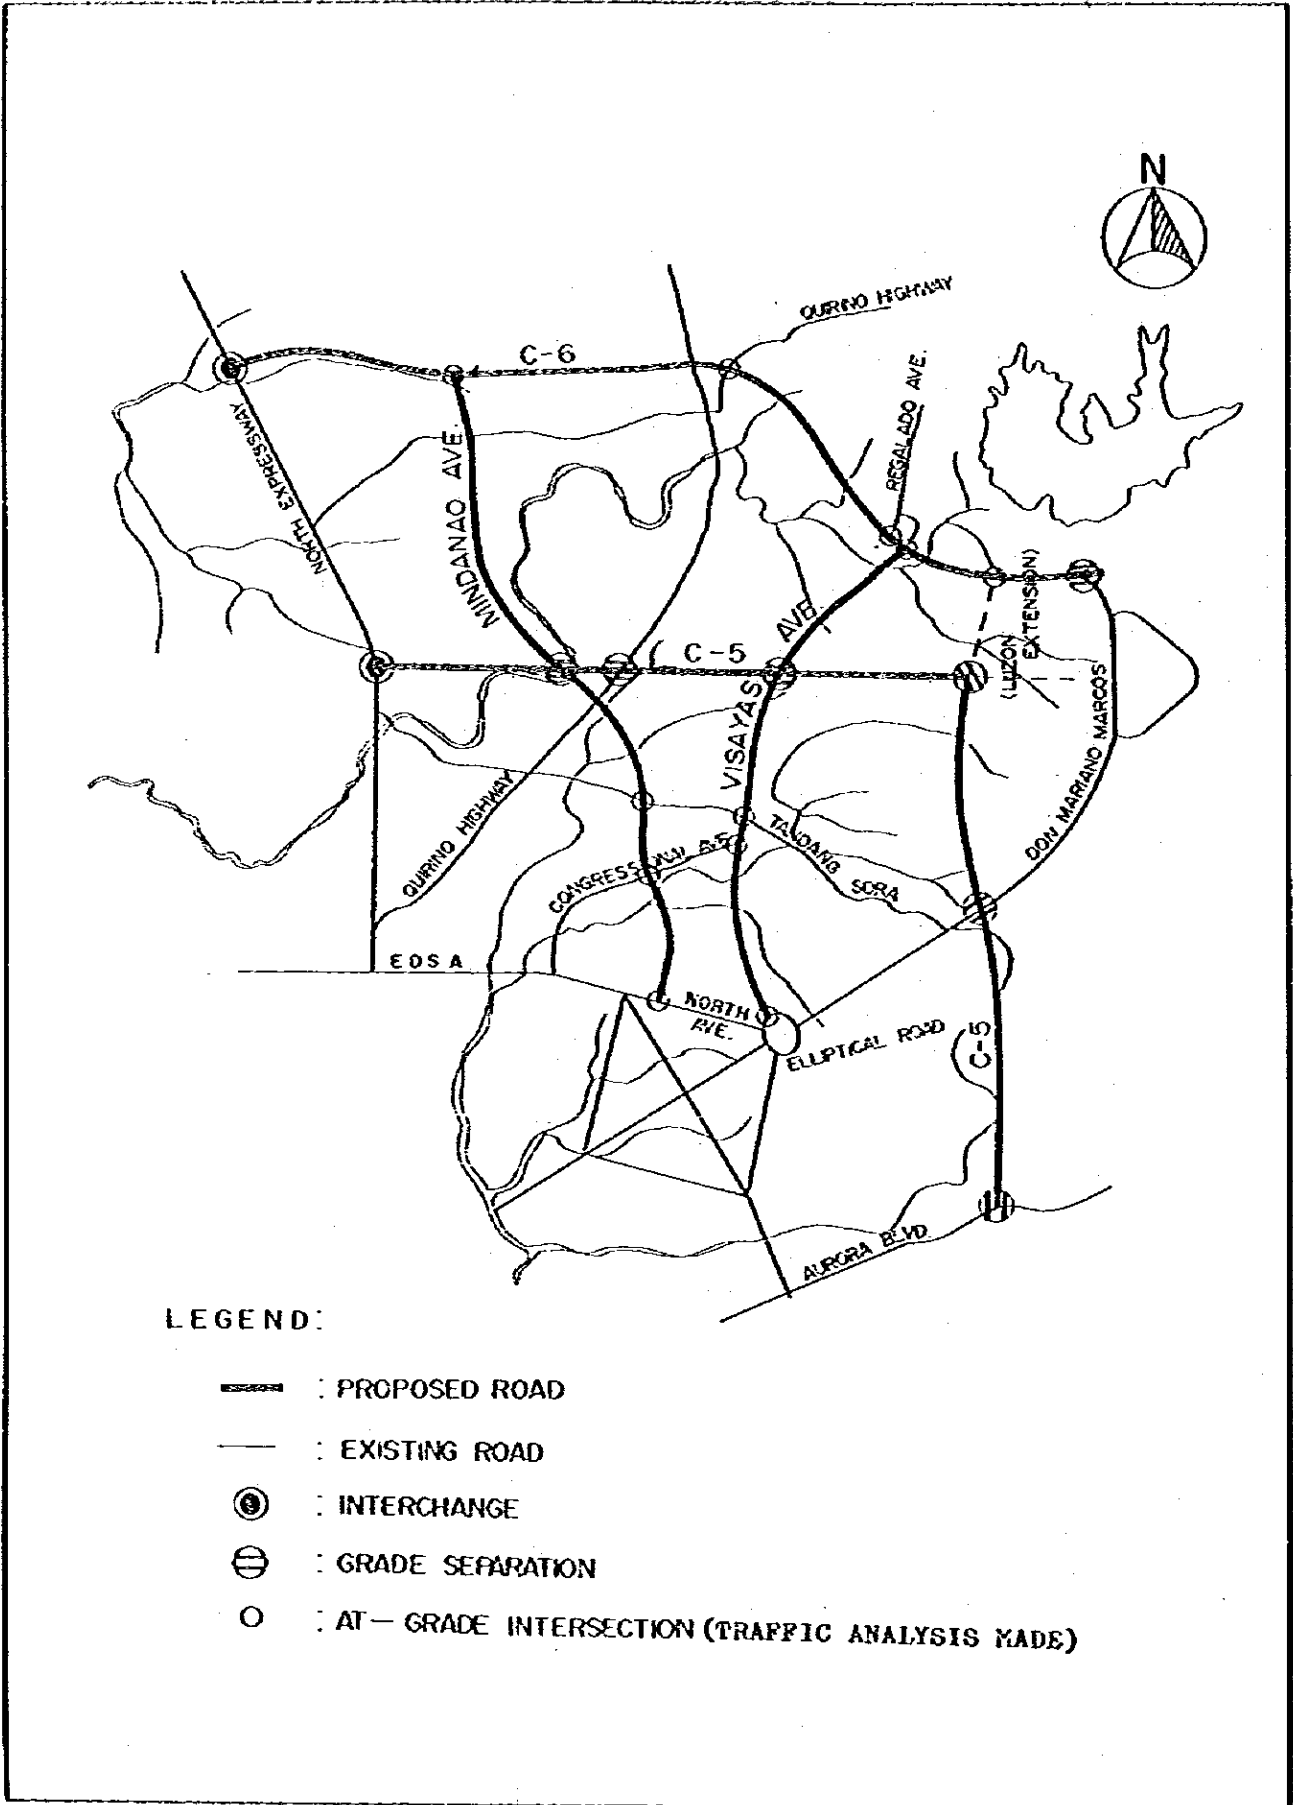 N
QUIRINO HIGHWAY
C-6
REGALADO AVE.
NORTH EXPRESSWAY
MINDANAO AVE.
(LUZON
EXTENSION)
VISAYAS AVE.
C-5
DON MARIANO MARCOS
QUIRINO HIGHWAY
TANDANG SORA
EDSA
NORTH
AVE.
ELLIPTICAL ROAD
C-5
AURORA BLVD
LEGEND:
: PROPOSED ROAD
: EXISTING ROAD
: INTERCHANGE
: GRADE SEPARATION
: AT-GRADE INTERSECTION (TRAFFIC ANALYSIS MADE)